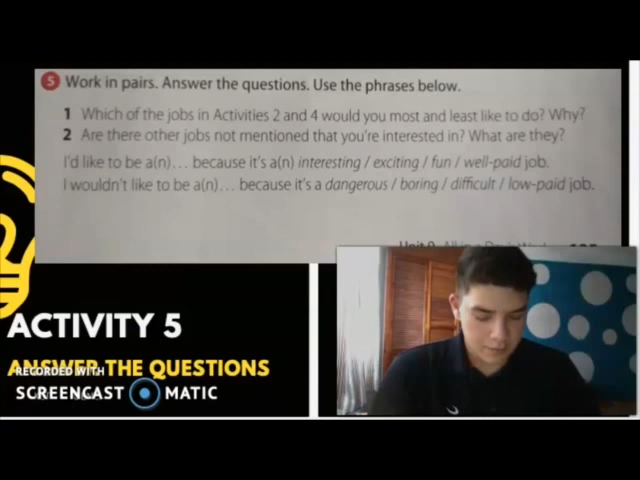 5 Work in pairs. Answer the questions. Use the phrases below.
1 Which of the jobs in Activities 2 and 4 would you most and least like to do? Why?
2 Are there other jobs not mentioned that you're interested in? What are they?
I'd like to be a(n)... because it's a(n) interesting / exciting / fun / well-paid job.
I wouldn't like to be a(n)... because it's a dangerous / boring / difficult / low-paid job.
ACTIVITY 5
ANSWER THE QUESTIONS
RECORDED WITH
SCREENCAST MATIC